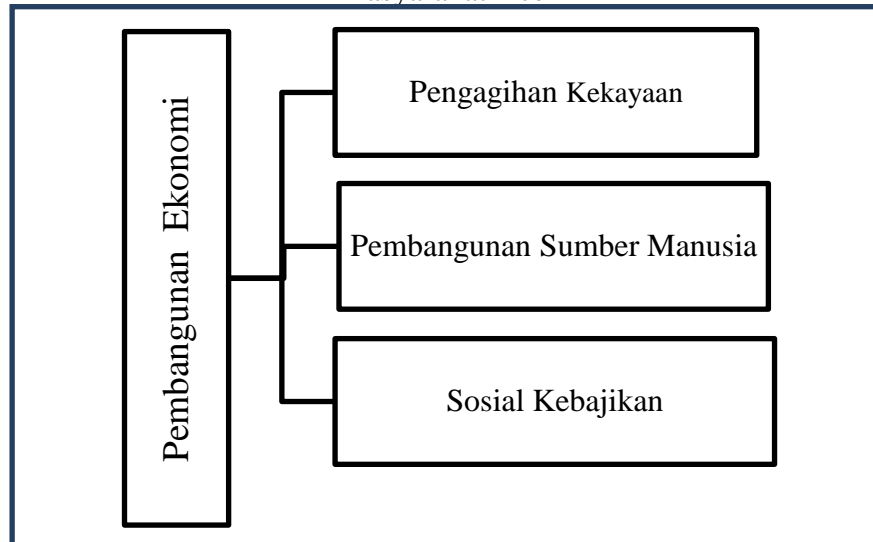 Pembangunan Ekonomi
Pengagihan Kekayaan
Pembangunan Sumber Manusia
Sosial Kebajikan